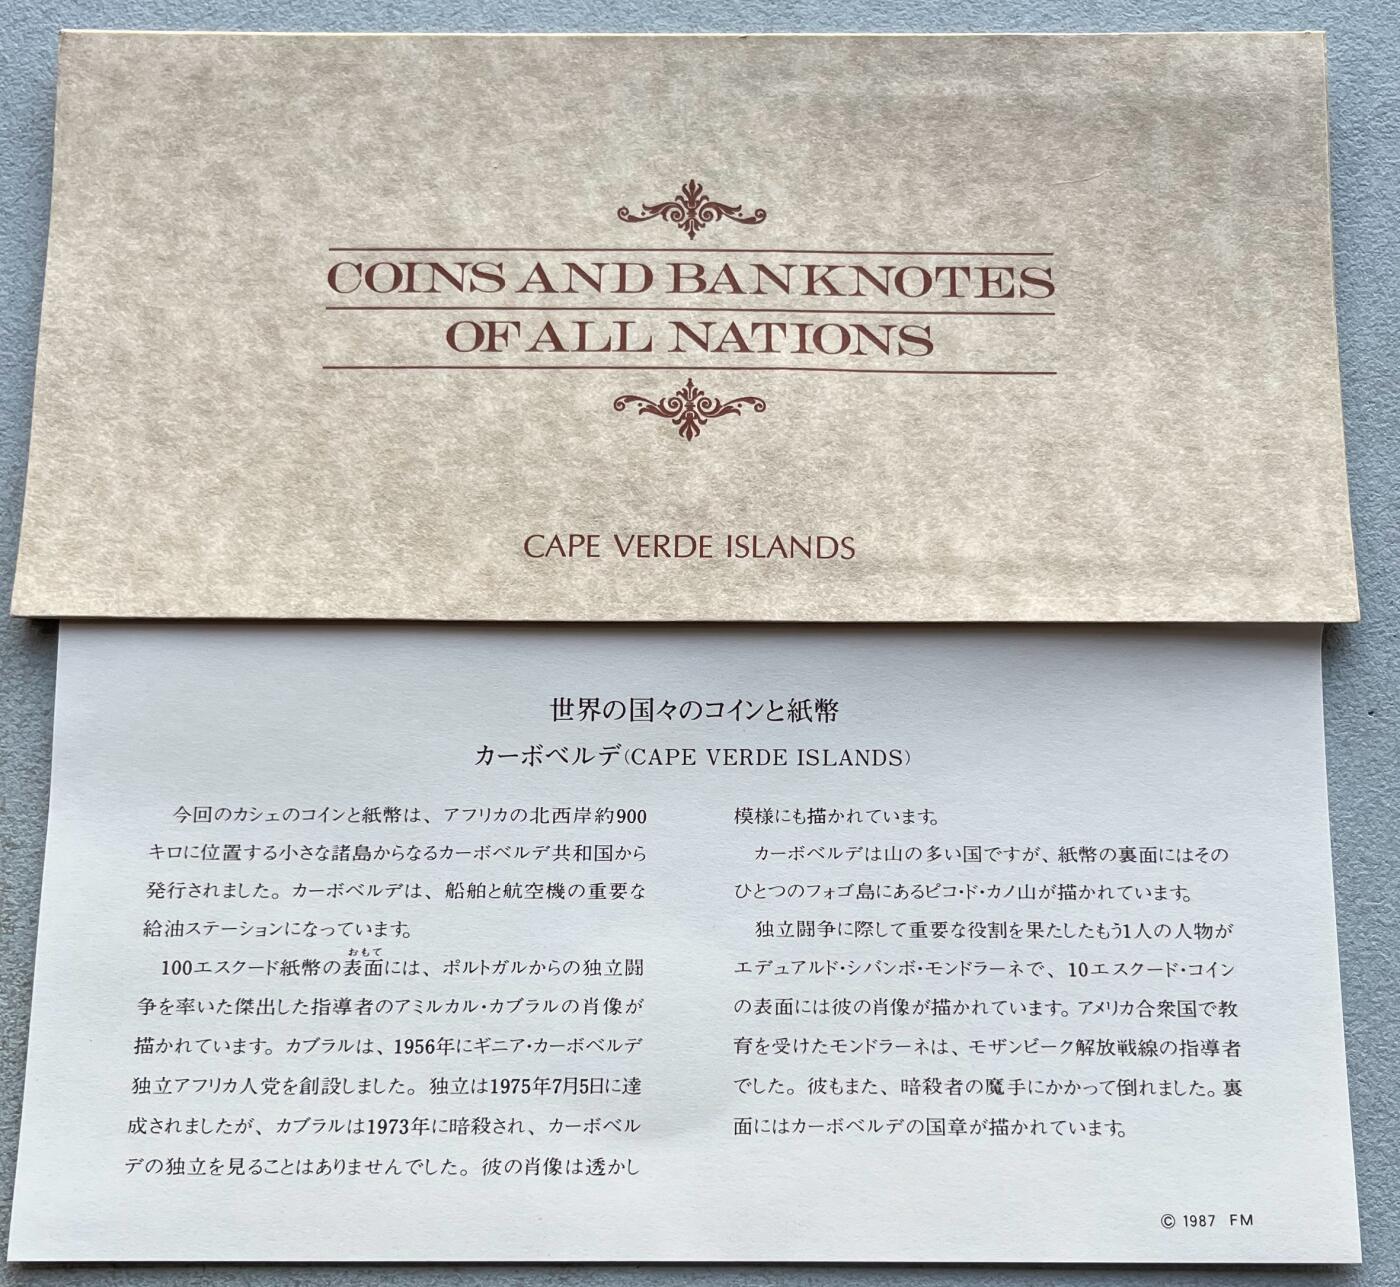 COINS AND BANKNOTES
OF ALL NATIONS
CAPE VERDE ISLANDS
世界の国々のコインと紙幣
カーボベルデ(CAPE VERDE ISLANDS)
今回のカシェのコインと紙幣は、アフリカの北西岸約900
キロに位置する小さな諸島からなるカーボベルデ共和国から
発行されました。カーボベルデは、船舶と航空機の重要な
給油ステーションになっています。
おもて
100エスクード紙幣の表面には、ポルトガルからの独立闘
争を率いた傑出した指導者のアミルカル・カブラルの肖像が
描かれています。カブラルは、1956年にギニア・カーボベルデ
独立アフリカ人党を創設しました。独立は1975年7月5日に達
成されましたが、カブラルは1973年に暗殺され、カーボベル
デの独立を見ることはありませんでした。彼の肖像は透かし
模様にも描かれています。
カーボベルデは山の多い国ですが、紙幣の裏面にはその
ひとつのフォゴ島にあるピコ・ド・カノ山が描かれています。
独立闘争に際して重要な役割を果たしたもう1人の人物が
エデュアルド・シバンボ・モンドラーネで、10エスクード・コイン
の表面には彼の肖像が描かれています。アメリカ合衆国で教
育を受けたモンドラーネは、モザンビーク解放戦線の指導者
でした。彼もまた、暗殺者の魔手にかかって倒れました。裏
面にはカーボベルデの国章が描かれています。
© 1987 FM